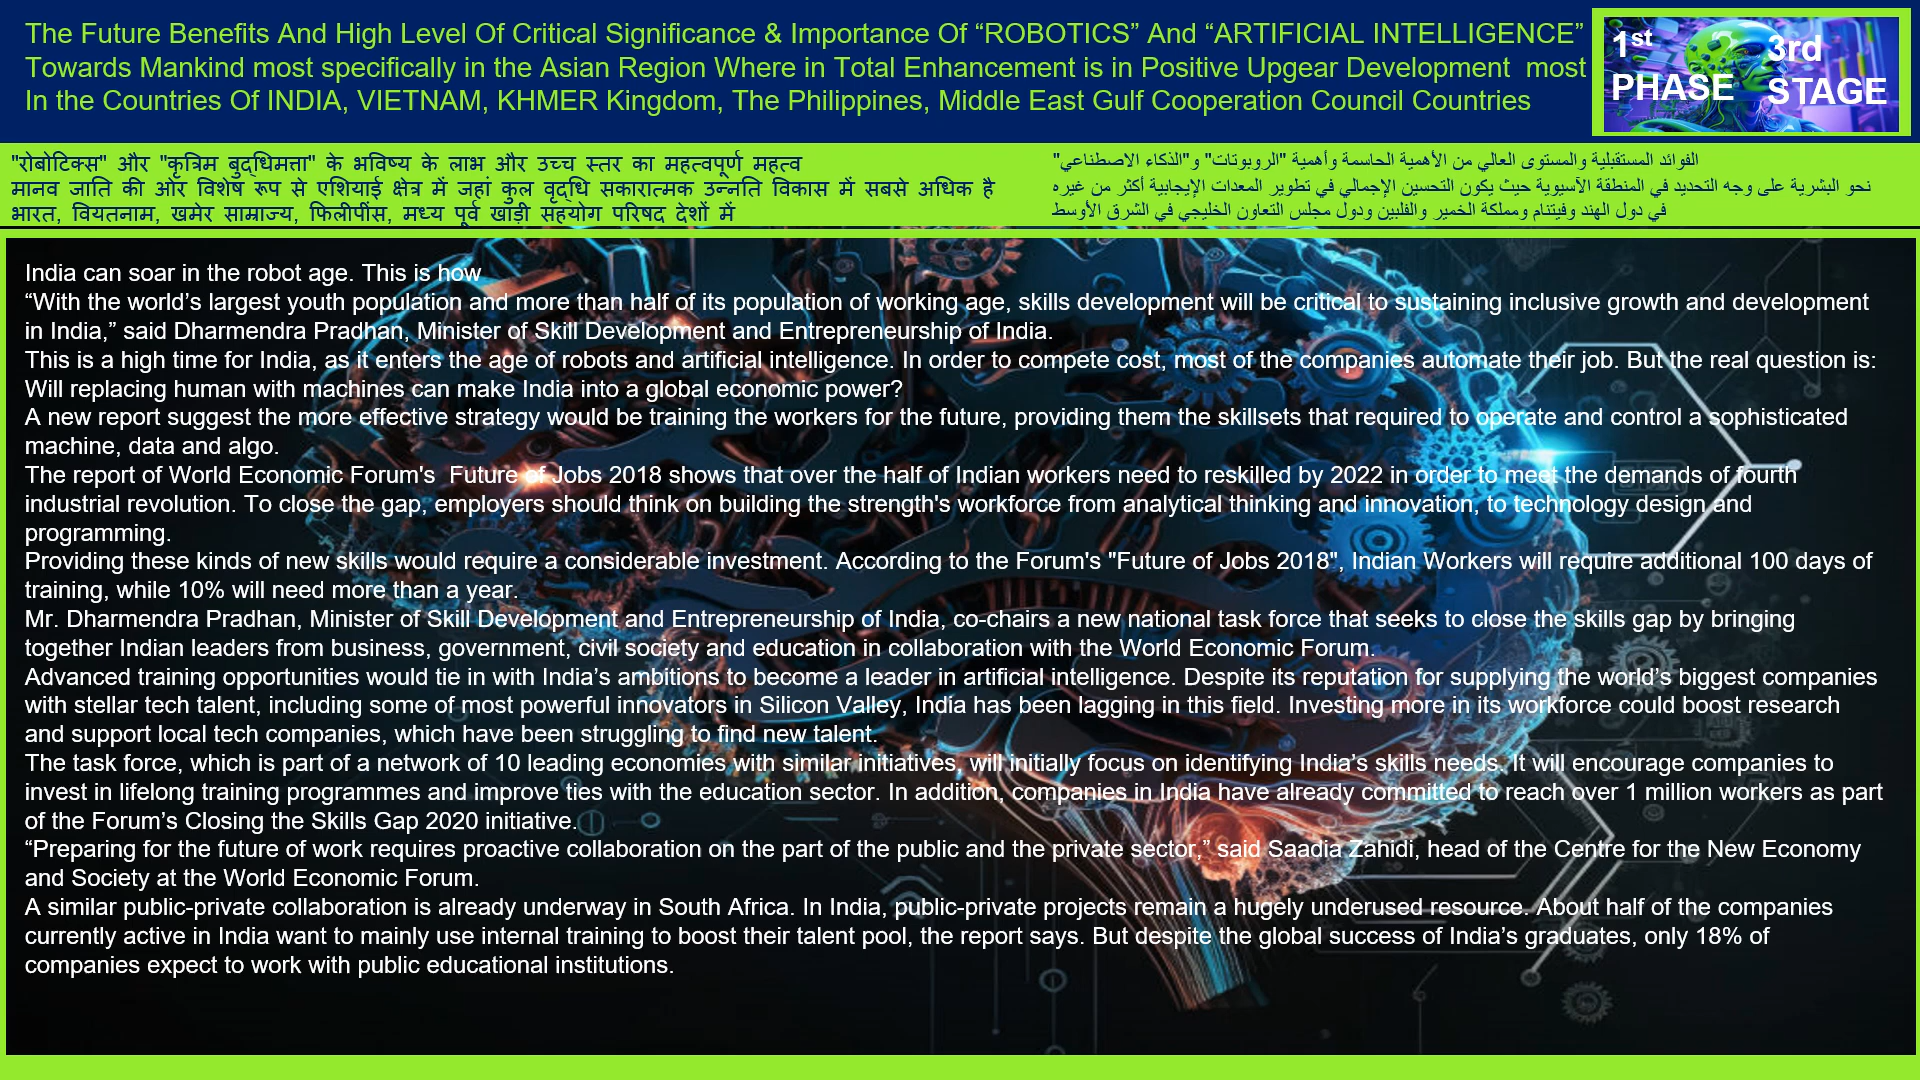 The Future Benefits And High Level Of Critical Significance & Importance Of “ROBOTICS” And “ARTIFICIAL INTELLIGENCE”
Towards Mankind most specifically in the Asian Region Where in Total Enhancement is in Positive Upgear Development  most
In the Countries Of INDIA, VIETNAM, KHMER Kingdom, The Philippines, Middle East Gulf Cooperation Council Countries
1st
PHASE
3rd
STAGE
"रोबोटिक्स" और "कृत्रिम बुद्धिमत्ता" के भविष्य के लाभ और उच्च स्तर का महत्वपूर्ण महत्व
मानव जाति की ओर विशेष रूप से एशियाई क्षेत्र में जहां कुल वृद्धि सकारात्मक उन्नति विकास में सबसे अधिक है
भारत, वियतनाम, खमेर साम्राज्य, फिलीपींस, मध्य पूर्व खाड़ी सहयोग परिषद देशों में
الفوائد المستقبلية والمستوى العالي من الأهمية الحاسمة وأهمية "الروبوتات" و"الذكاء الاصطناعي"
نحو البشرية على وجه التحديد في المنطقة الآسيوية حيث يكون التحسين الإجمالي في تطوير المعدات الإيجابية أكثر من غيره
في دول الهند وفيتنام ومملكة الخمير والفلبين ودول مجلس التعاون الخليجي في الشرق الأوسط
India can soar in the robot age. This is how
“With the world’s largest youth population and more than half of its population of working age, skills development will be critical to sustaining inclusive growth and development
in India,” said Dharmendra Pradhan, Minister of Skill Development and Entrepreneurship of India.
This is a high time for India, as it enters the age of robots and artificial intelligence. In order to compete cost, most of the companies automate their job. But the real question is:
Will replacing human with machines can make India into a global economic power?
A new report suggest the more effective strategy would be training the workers for the future, providing them the skillsets that required to operate and control a sophisticated
machine, data and algo.
The report of World Economic Forum's  Future of Jobs 2018 shows that over the half of Indian workers need to reskilled by 2022 in order to meet the demands of fourth
industrial revolution. To close the gap, employers should think on building the strength's workforce from analytical thinking and innovation, to technology design and
programming.
Providing these kinds of new skills would require a considerable investment. According to the Forum's "Future of Jobs 2018", Indian Workers will require additional 100 days of
training, while 10% will need more than a year.
Mr. Dharmendra Pradhan, Minister of Skill Development and Entrepreneurship of India, co-chairs a new national task force that seeks to close the skills gap by bringing
together Indian leaders from business, government, civil society and education in collaboration with the World Economic Forum.
Advanced training opportunities would tie in with India’s ambitions to become a leader in artificial intelligence. Despite its reputation for supplying the world’s biggest companies
with stellar tech talent, including some of most powerful innovators in Silicon Valley, India has been lagging in this field. Investing more in its workforce could boost research
and support local tech companies, which have been struggling to find new talent.
The task force, which is part of a network of 10 leading economies with similar initiatives, will initially focus on identifying India’s skills needs. It will encourage companies to
invest in lifelong training programmes and improve ties with the education sector. In addition, companies in India have already committed to reach over 1 million workers as part
of the Forum’s Closing the Skills Gap 2020 initiative.
“Preparing for the future of work requires proactive collaboration on the part of the public and the private sector,” said Saadia Zahidi, head of the Centre for the New Economy
and Society at the World Economic Forum.
A similar public-private collaboration is already underway in South Africa. In India, public-private projects remain a hugely underused resource. About half of the companies
currently active in India want to mainly use internal training to boost their talent pool, the report says. But despite the global success of India’s graduates, only 18% of
companies expect to work with public educational institutions.